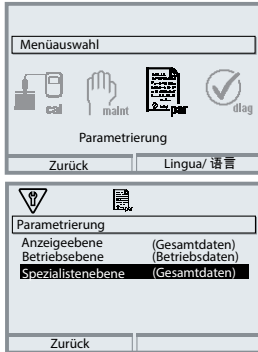 Menüauswahl
cal maint par diag
Parametrierung
Zurück Lingua/ 语言
Parametrierung
Anzeigeebene (Gesamtdaten)
Betriebsebene (Betriebsdaten)
Spezialistenebene (Gesamtdaten)
Zurück